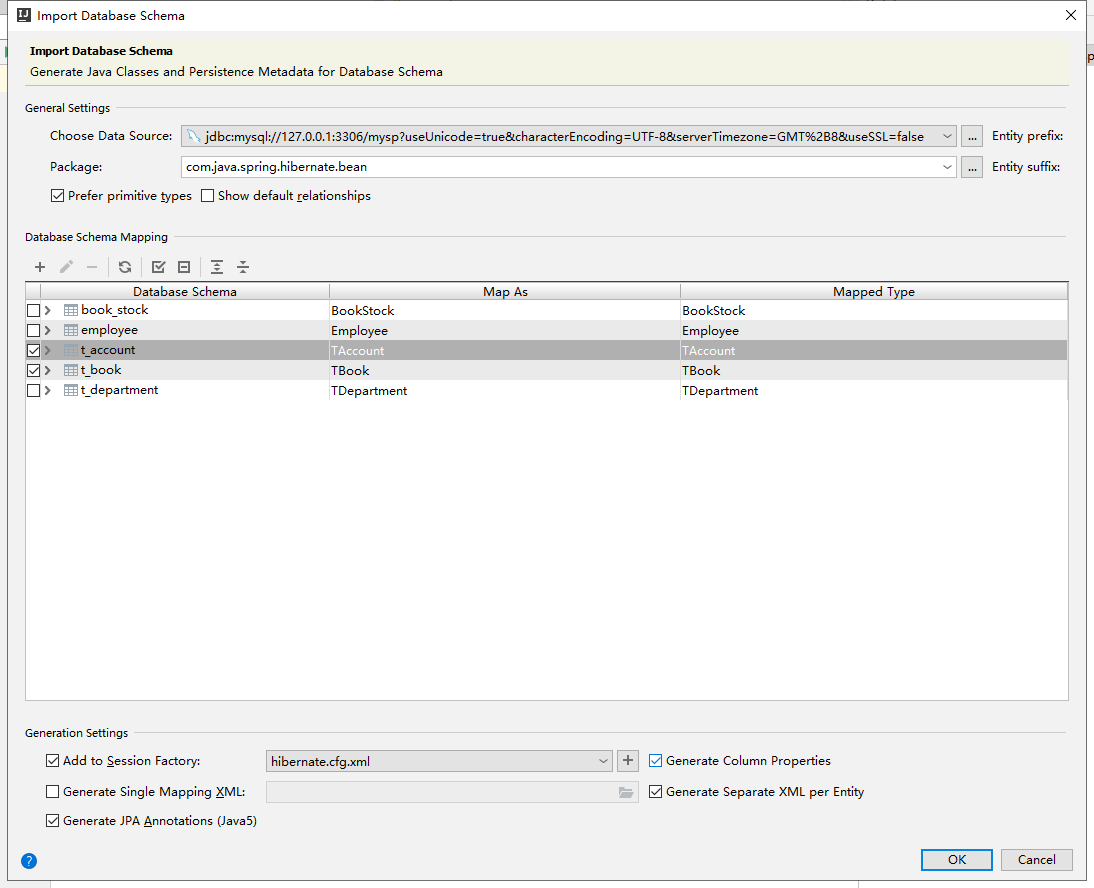 Import Database Schema
Import Database Schema
Generate Java Classes and Persistence Metadata for Database Schema
General Settings
Choose Data Source: jdbc:mysql://127.0.0.1:3306/mysp?useUnicode=true&characterEncoding=UTF-8&serverTimezone=GMT%2B8&useSSL=false ... Entity prefix:
Package: com.java.spring.hibernate.bean ... Entity suffix:
Prefer primitive types Show default relationships
Database Schema Mapping
Database Schema Map As Mapped Type
book_stock BookStock BookStock
employee Employee Employee
t_account TAccount TAccount
t_book TBook TBook
t_department TDepartment TDepartment
Generation Settings
Add to Session Factory: hibernate.cfg.xml Generate Column Properties
Generate Single Mapping XML: Generate Separate XML per Entity
Generate JPA Annotations (Java5)
? OK Cancel